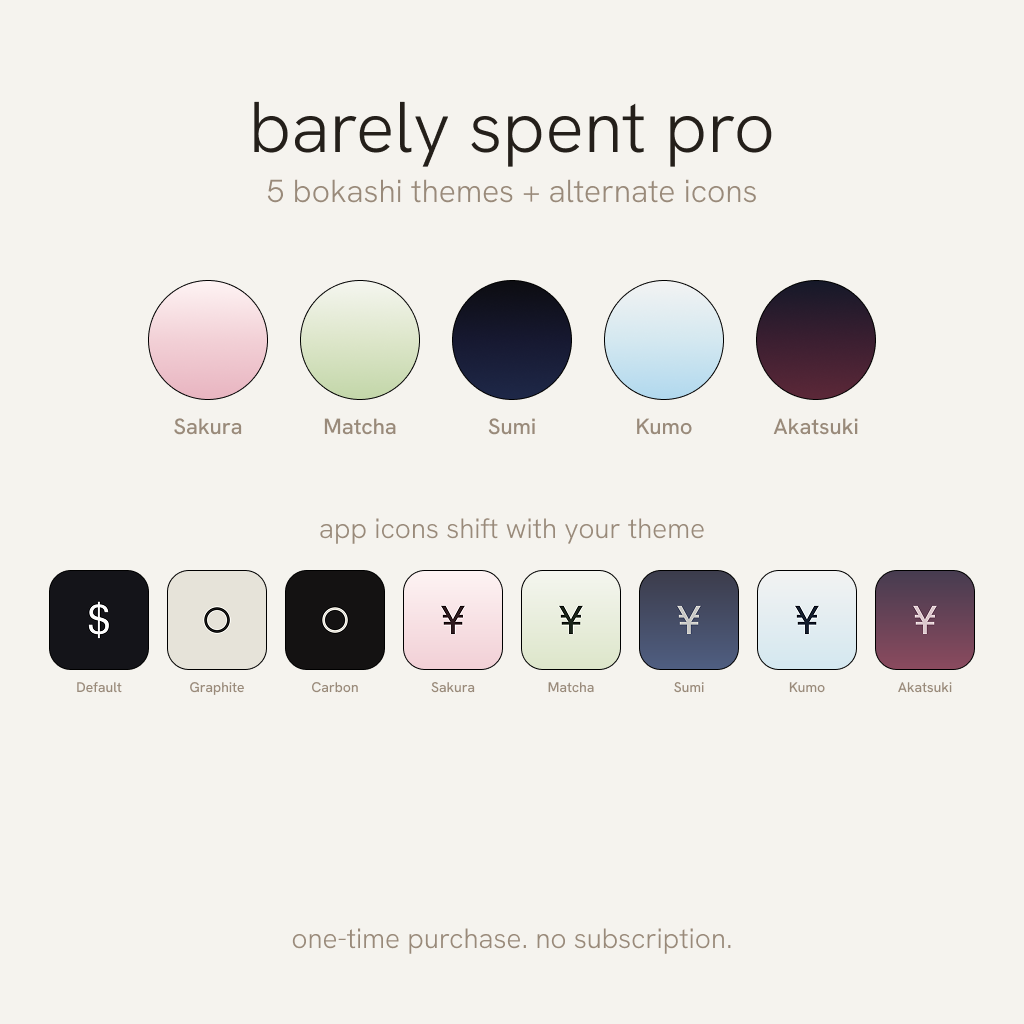 barely spent pro
5 bokashi themes + alternate icons
Sakura Matcha Sumi Kumo Akatsuki
app icons shift with your theme
$ ¥ ¥ ¥ ¥ ¥
Default Graphite Carbon Sakura Matcha Sumi Kumo Akatsuki
one-time purchase. no subscription.